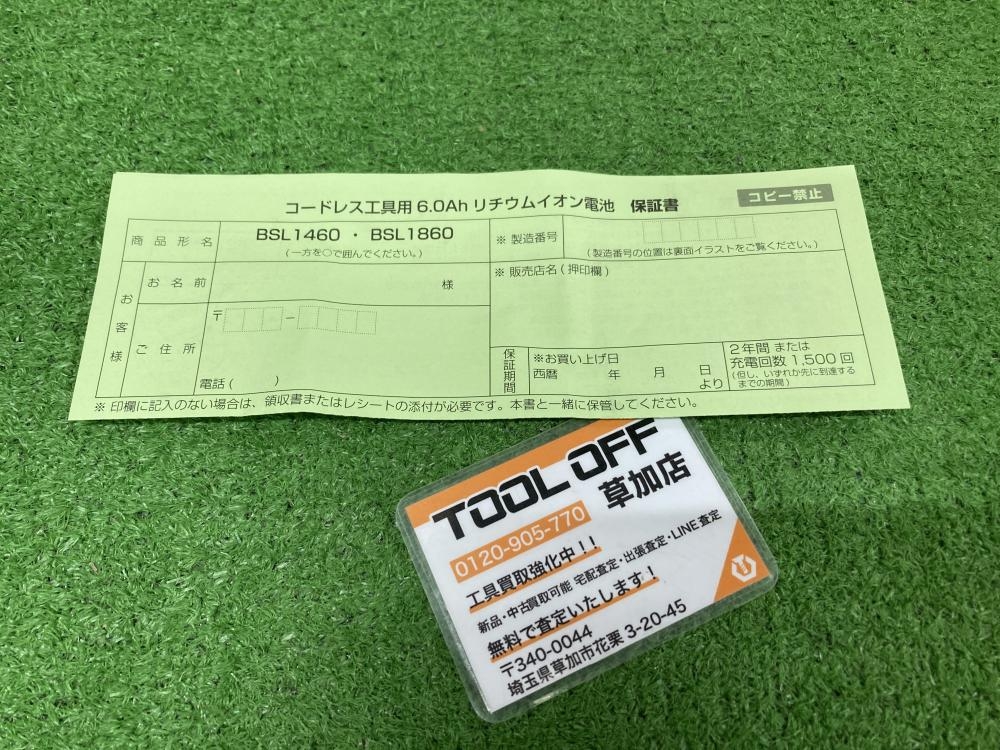 コードレス工具用 6.0Ah リチウムイオン電池 保証書
コピー禁止
商品形名
BSL1460 ・ BSL1860
(一方を○で囲んでください。)
※ 製造番号
(製造番号の位置は裏面イラストをご覧ください。)
お客様
お名前
様
ご住所
〒 －
電話 ( )
※ 販売店名 ( 押印欄 )
保証期間
※お買い上げ日
西暦 年 月 日
より
2年間 または
充電回数 1,500 回
(但し、いずれか先に到達する
までの期間)
※ 印欄に記入のない場合は、領収書またはレシートの添付が必要です。本書と一緒に保管してください。
TOOL OFF
草加店
0120-905-770
工具買取強化中！！
新品・中古買取可能 宅配査定・出張査定・LINE査定
無料で査定いたします！
〒340-0044
埼玉県草加市花栗 3-20-45